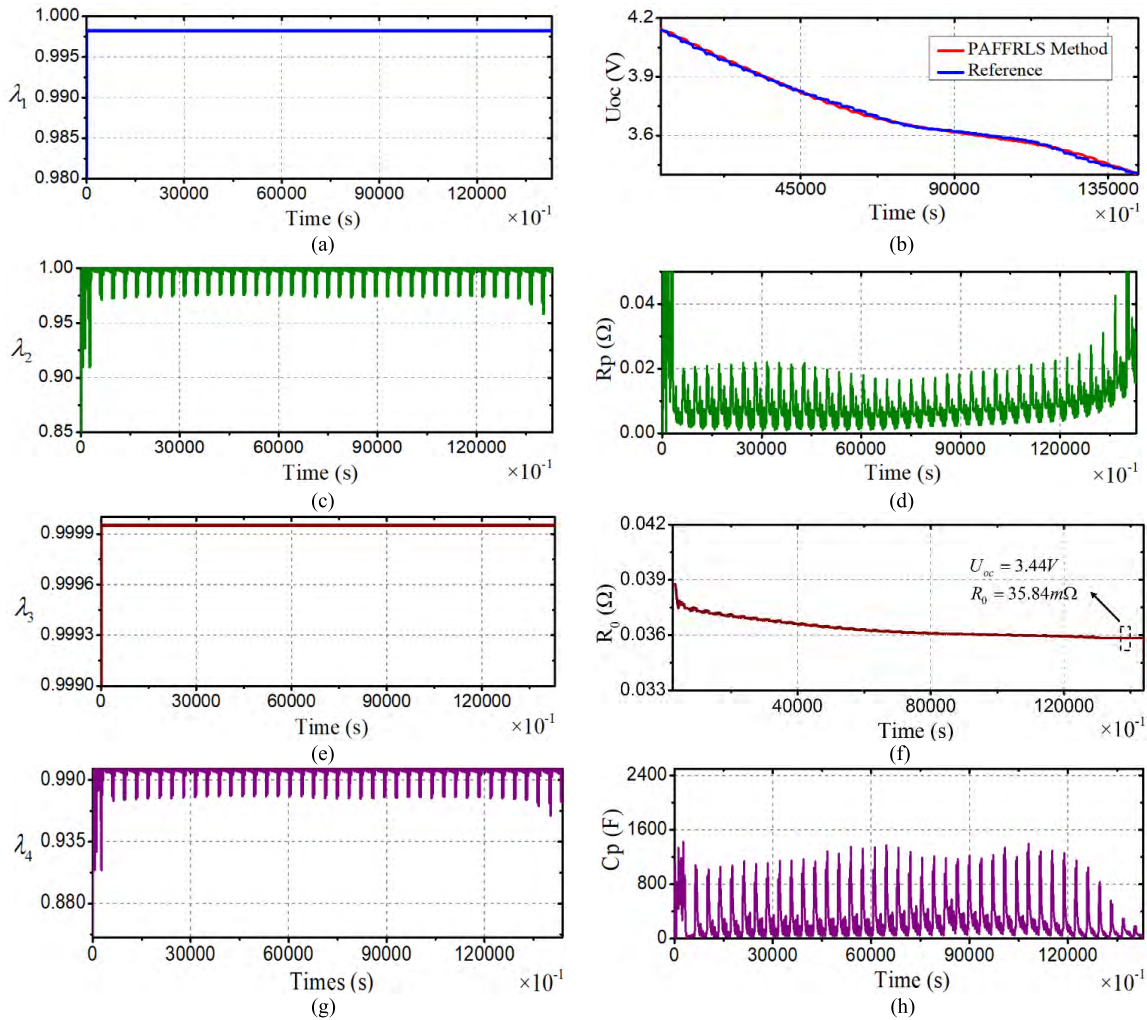 1.000
0.995
0.990
0.985
0.980
λ1
0 30000 60000 90000 120000
Time (s) ×10-1
(a)
4.2
3.9
3.6
Uoc (V)
PAFFRLS Method
Reference
45000 90000 135000
Time (s) ×10-1
(b)
1.00
0.95
0.90
0.85
λ2
0 30000 60000 90000 120000
Time (s) ×10-1
(c)
0.04
0.02
0.00
Rp (Ω)
0 30000 60000 90000 120000
Time (s) ×10-1
(d)
0.9999
0.9996
0.9993
0.9990
λ3
0 30000 60000 90000 120000
Time (s) ×10-1
(e)
0.042
0.039
0.036
0.033
R0 (Ω)
Uoc = 3.44V
R0 = 35.84mΩ
40000 80000 120000
Time (s) ×10-1
(f)
0.990
0.935
0.880
λ4
0 30000 60000 90000 120000
Times (s) ×10-1
(g)
2400
1600
800
0
Cp (F)
0 30000 60000 90000 120000
Time (s) ×10-1
(h)